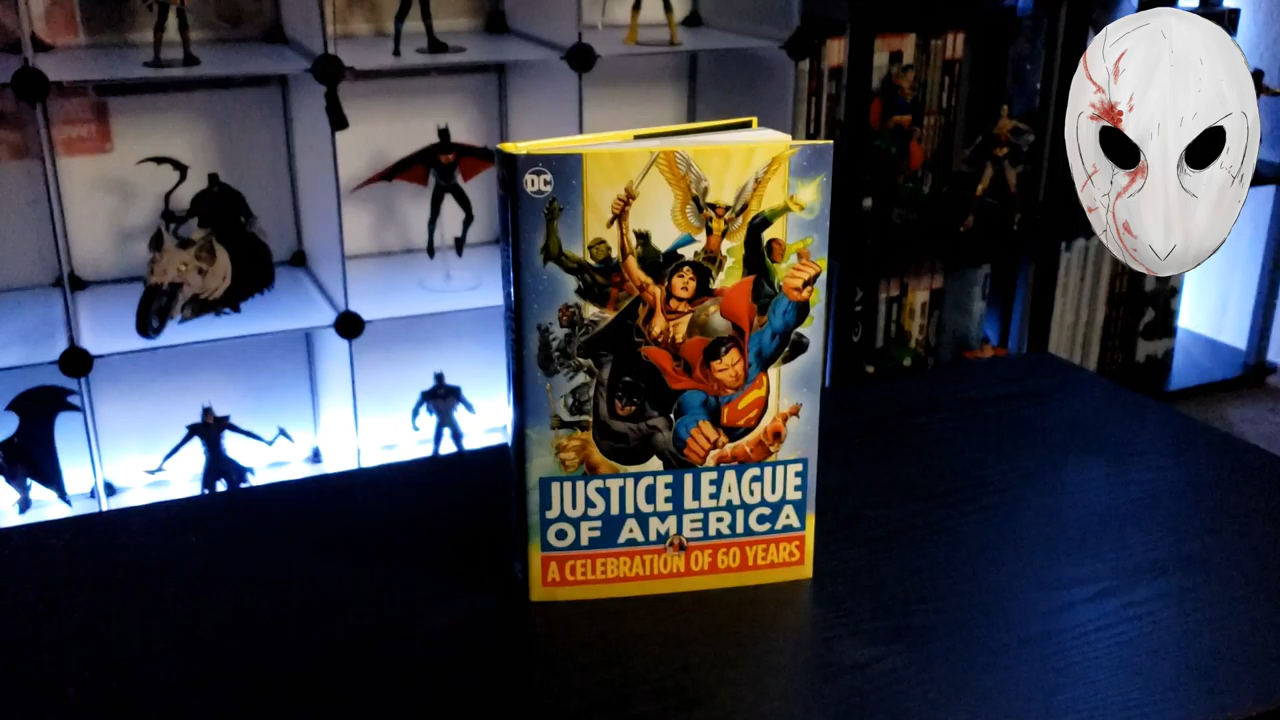 DC
JUSTICE LEAGUE
OF AMERICA
A CELEBRATION OF 60 YEARS